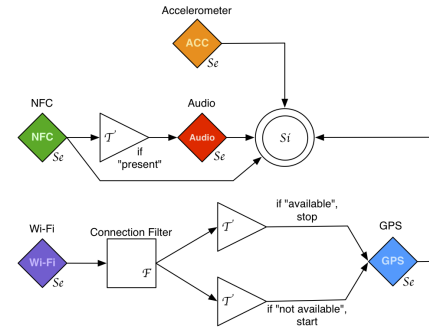 Accelerometer
ACC
Se
NFC
NFC
Se
T
if
"present"
Audio
Audio
Se
Si
Wi-Fi
Wi-Fi
Se
Connection Filter
F
T
if "available",
stop
T
if "not available",
start
GPS
GPS
Se